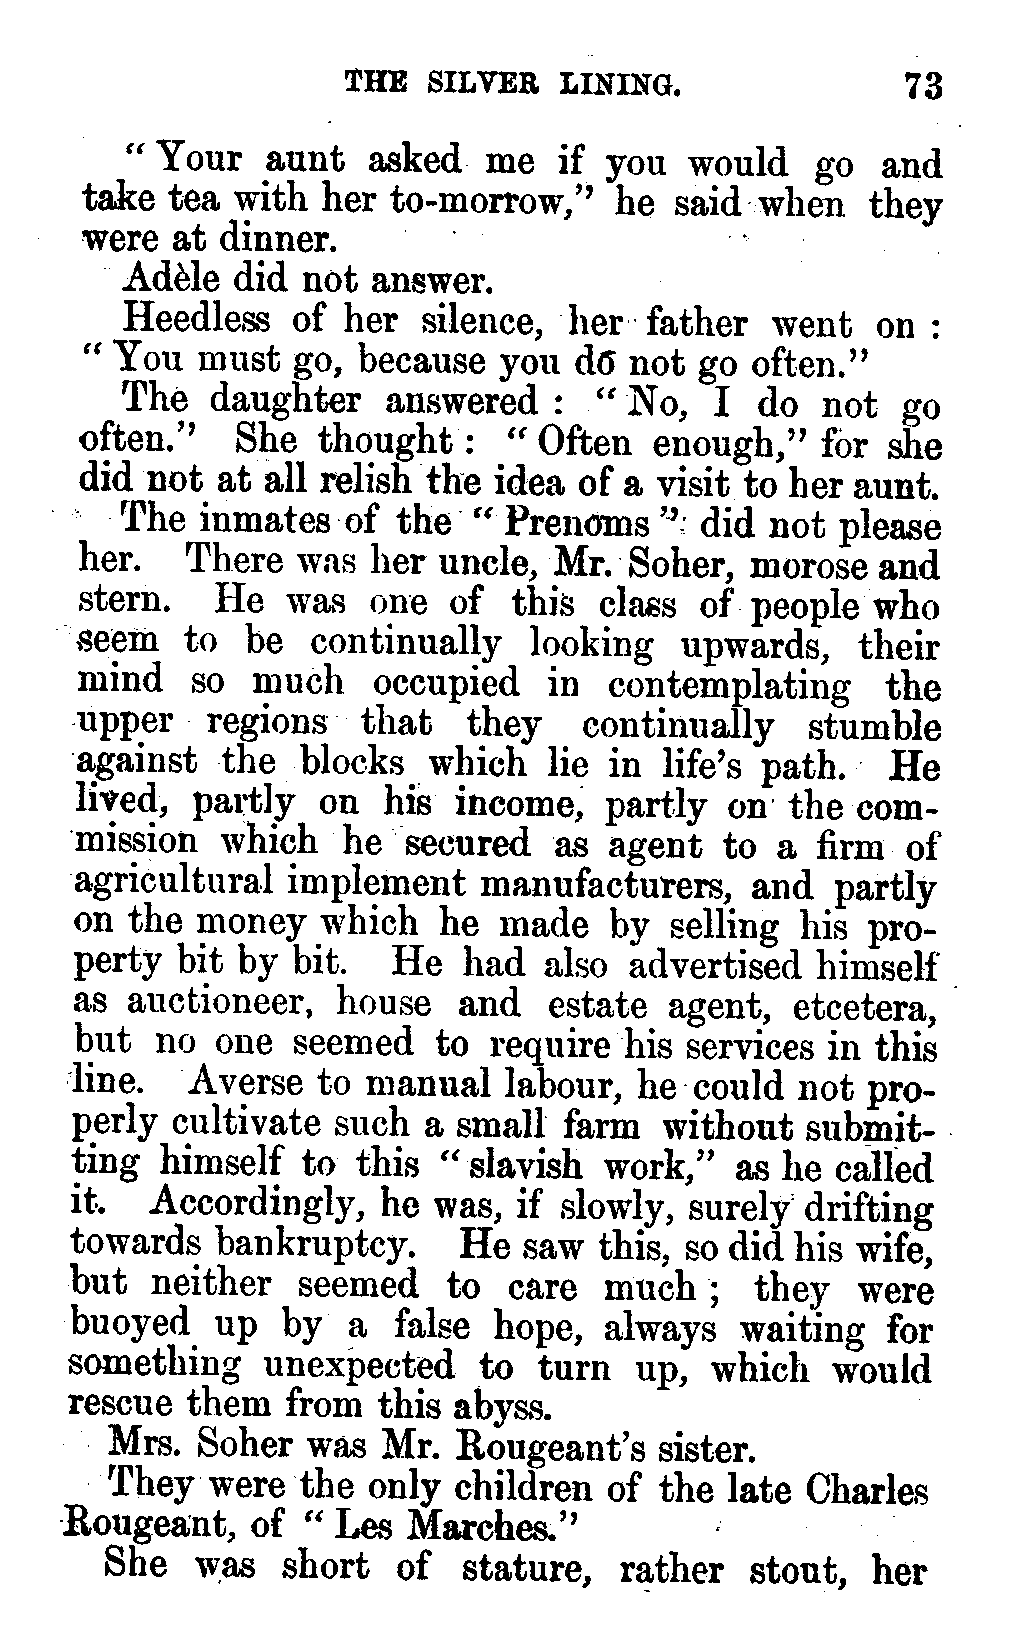 THE SILVER LINING. 73
" Your aunt asked me if you would go and
take tea with her to-morrow," he said when they
were at dinner.
Adèle did not answer.
Heedless of her silence, her father went on :
" You must go, because you do not go often."
The daughter answered : " No, I do not go
often." She thought : " Often enough," for she
did not at all relish the idea of a visit to her aunt.
The inmates of the " Prenoms " did not please
her. There was her uncle, Mr. Soher, morose and
stern. He was one of this class of people who
seem to be continually looking upwards, their
mind so much occupied in contemplating the
upper regions that they continually stumble
against the blocks which lie in life's path. He
lived, partly on his income, partly on the com-
mission which he secured as agent to a firm of
agricultural implement manufacturers, and partly
on the money which he made by selling his pro-
perty bit by bit. He had also advertised himself
as auctioneer, house and estate agent, etcetera,
but no one seemed to require his services in this
line. Averse to manual labour, he could not pro-
perly cultivate such a small farm without submit-
ting himself to this " slavish work," as he called
it. Accordingly, he was, if slowly, surely drifting
towards bankruptcy. He saw this, so did his wife,
but neither seemed to care much ; they were
buoyed up by a false hope, always waiting for
something unexpected to turn up, which would
rescue them from this abyss.
Mrs. Soher was Mr. Rougeant's sister.
They were the only children of the late Charles
Rougeant, of " Les Marches."
She was short of stature, rather stout, her